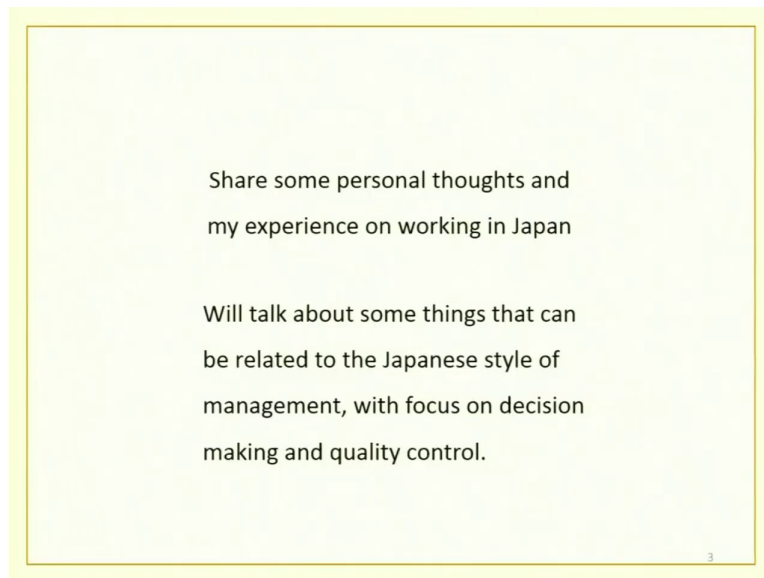 Share some personal thoughts and
my experience on working in Japan
Will talk about some things that can
be related to the Japanese style of
management, with focus on decision
making and quality control.
3